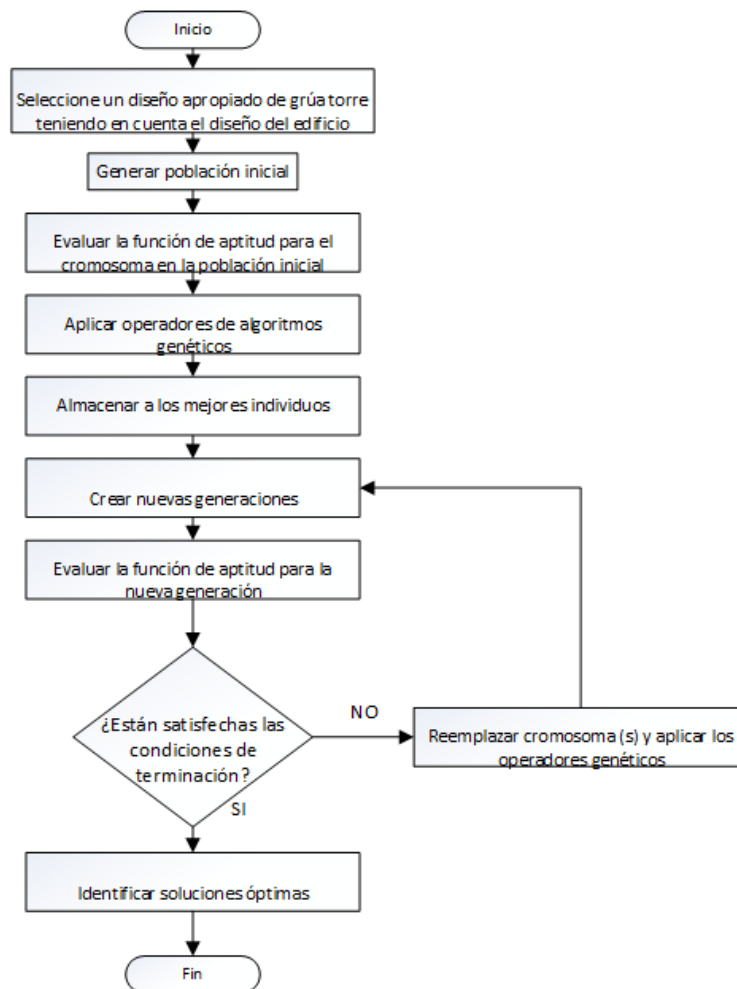 Inicio
Seleccione un diseño apropiado de grúa torre
teniendo en cuenta el diseño del edificio
Generar población inicial
Evaluar la función de aptitud para el
cromosoma en la población inicial
Aplicar operadores de algoritmos
genéticos
Almacenar a los mejores individuos
Crear nuevas generaciones
Evaluar la función de aptitud para la
nueva generación
¿Están satisfechas las
condiciones de
terminación?
NO
Reemplazar cromosoma (s) y aplicar los
operadores genéticos
SI
Identificar soluciones óptimas
Fin